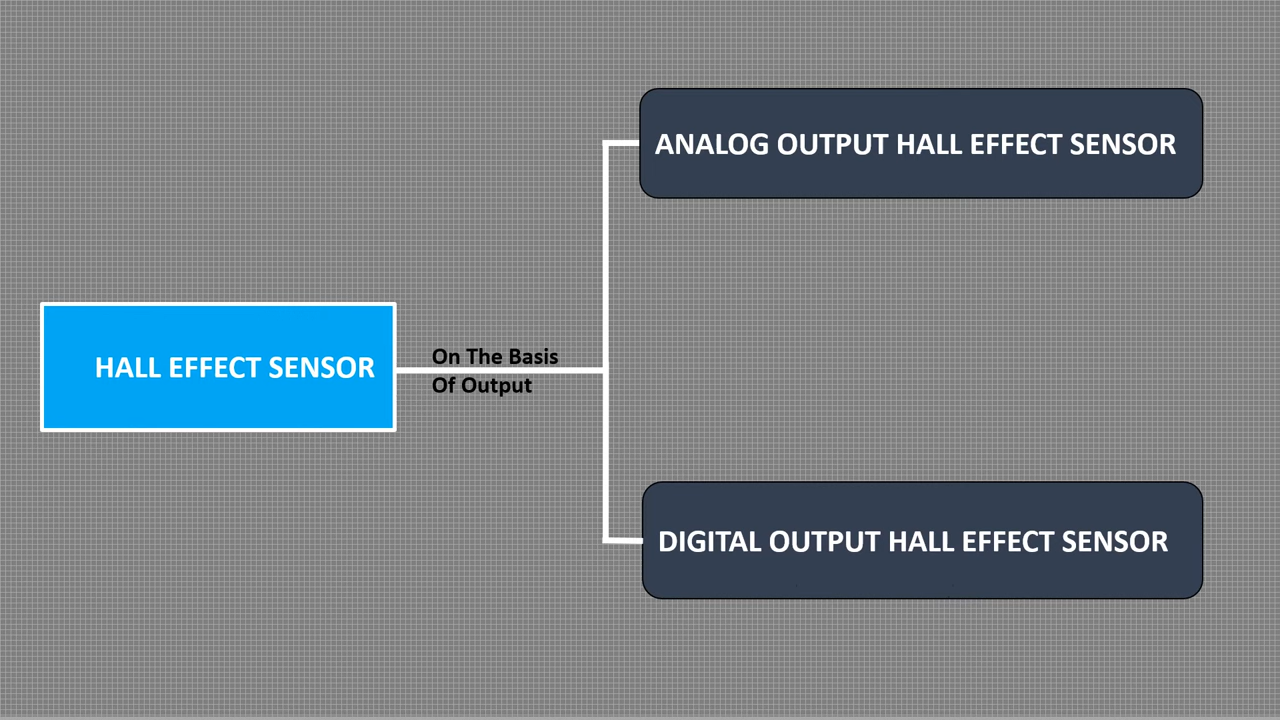 HALL EFFECT SENSOR
On The Basis
Of Output
ANALOG OUTPUT HALL EFFECT SENSOR
DIGITAL OUTPUT HALL EFFECT SENSOR